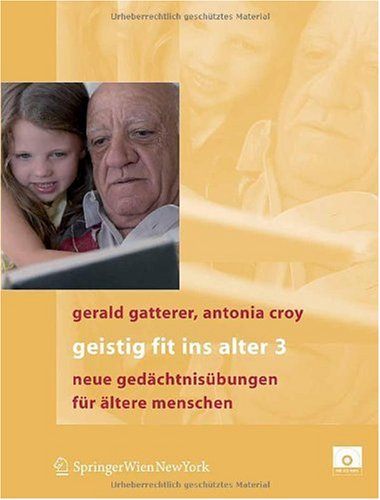 Urheberrechtlich geschütztes Material
gerald gatterer, antonia croy
geistig fit ins alter 3
neue gedächtnisübungen
für ältere menschen
SpringerWienNewYork
Urheberrechtlich geschütztes Material